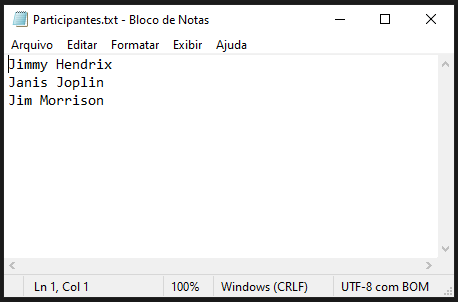 Participantes.txt - Bloco de Notas
Arquivo Editar Formatar Exibir Ajuda
Jimmy Hendrix
Janis Joplin
Jim Morrison
Ln 1, Col 1 100% Windows (CRLF) UTF-8 com BOM